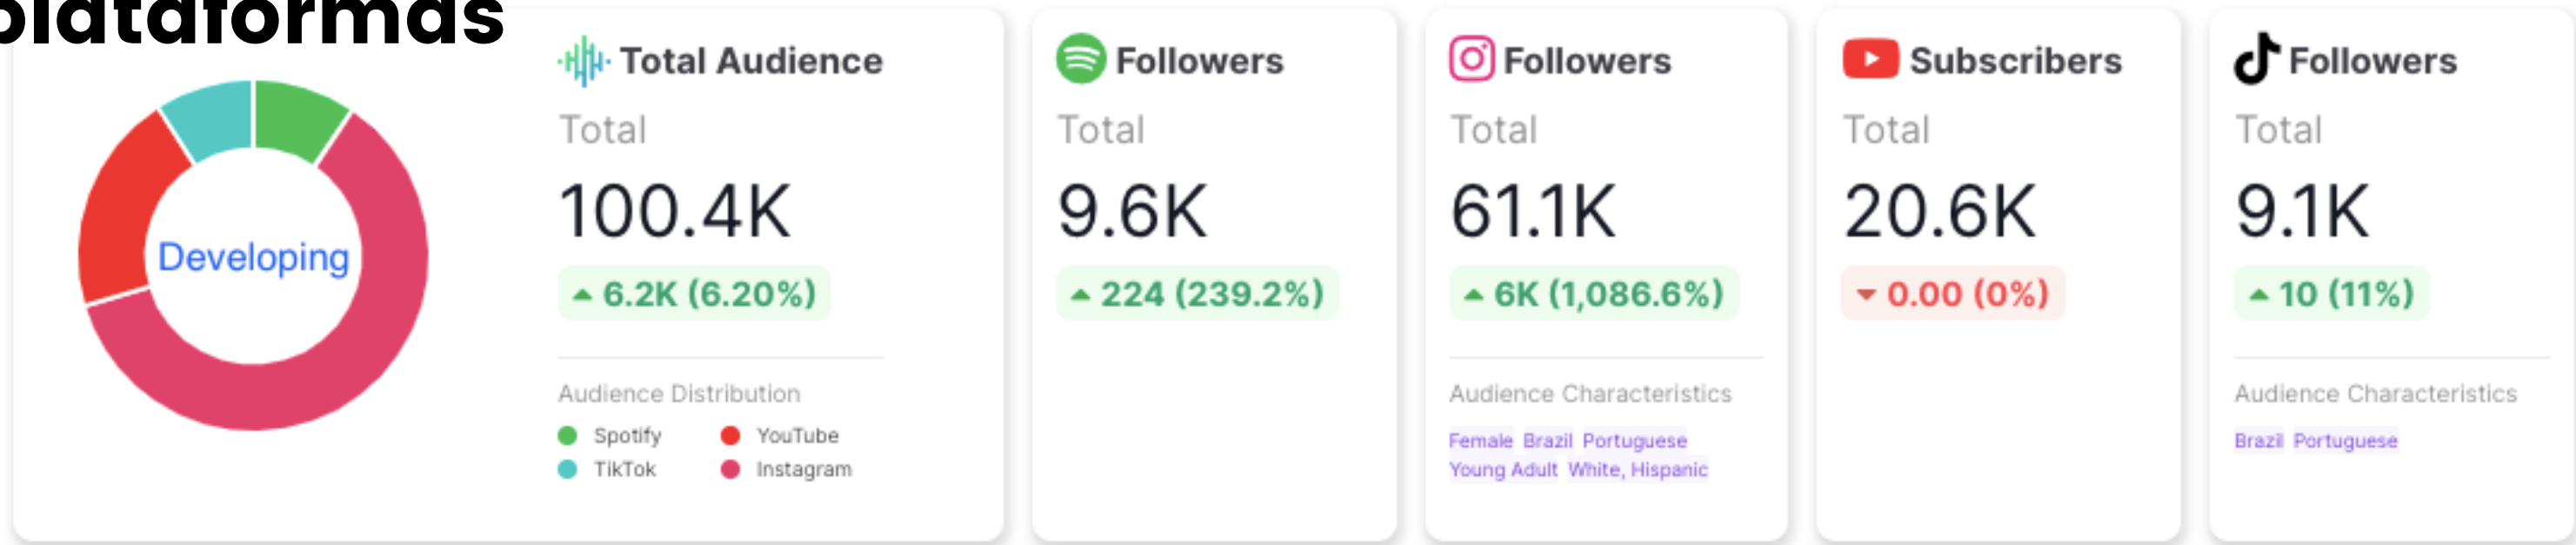 plataformas
Developing
Total Audience
Total
100.4K
6.2K (6.20%)
Audience Distribution
Spotify
YouTube
TikTok
Instagram
Followers
Total
9.6K
224 (239.2%)
Followers
Total
61.1K
6K (1,086.6%)
Audience Characteristics
Female Brazil Portuguese
Young Adult White, Hispanic
Subscribers
Total
20.6K
0.00 (0%)
Followers
Total
9.1K
10 (11%)
Audience Characteristics
Brazil Portuguese